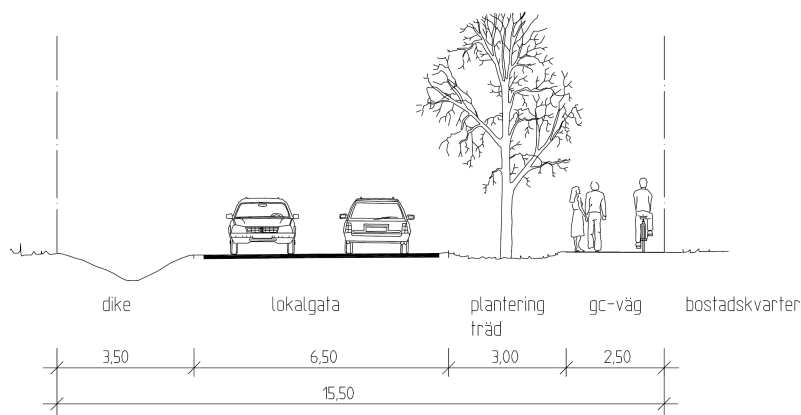 dike lokalgata plantering gc-väg bostadskvarter
träd
3,50 6,50 3,00 2,50
15,50